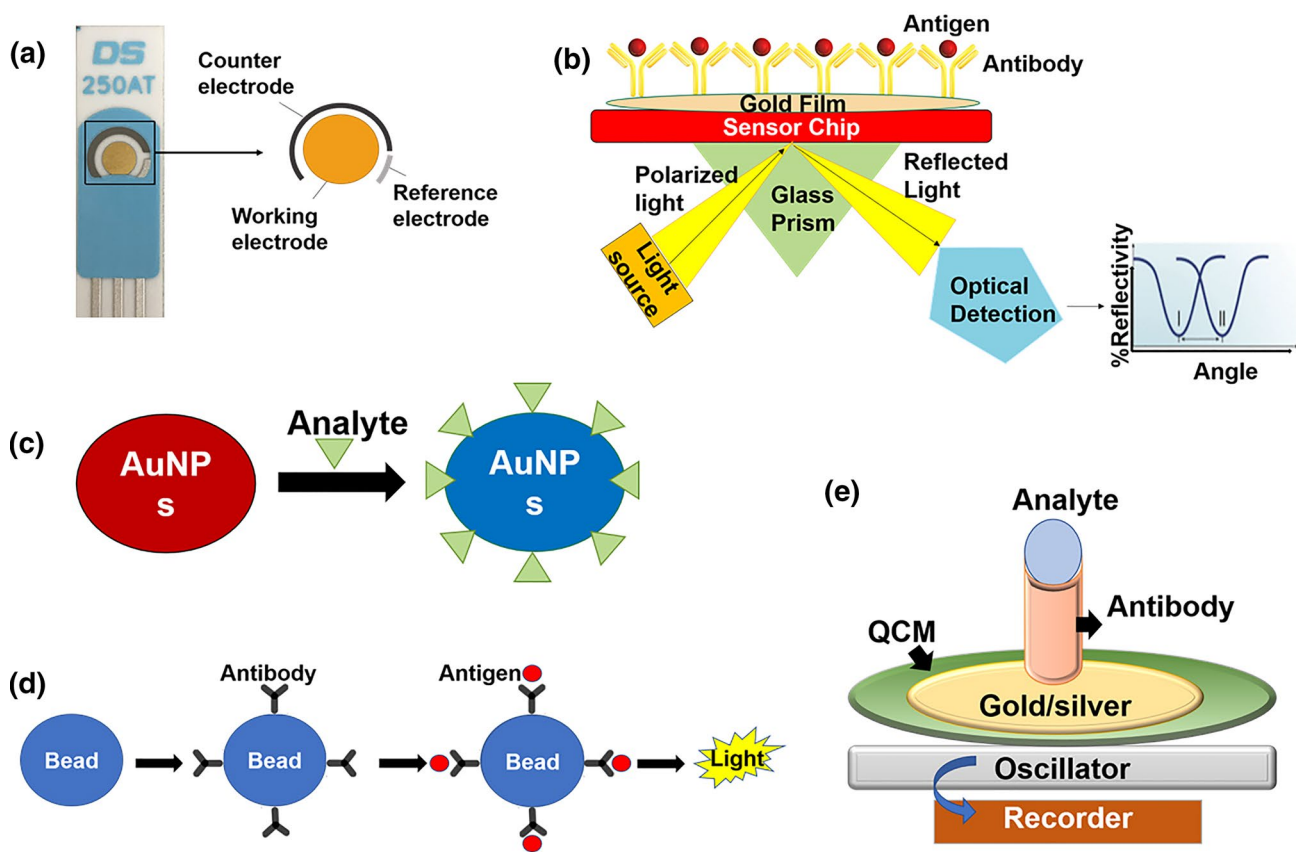 (a)
DS
250AT
Counter
electrode
Working
electrode
Reference
electrode
(b)
Antigen
Antibody
Gold Film
Sensor Chip
Polarized
light
Glass
Prism
Reflected
Light
Light
source
Optical
Detection
%Reflectivity
I
II
Angle
(c)
AuNP
s
Analyte
AuNP
s
(d)
Bead
Antibody
Bead
Antigen
Bead
Light
(e)
Analyte
Antibody
QCM
Gold/silver
Oscillator
Recorder